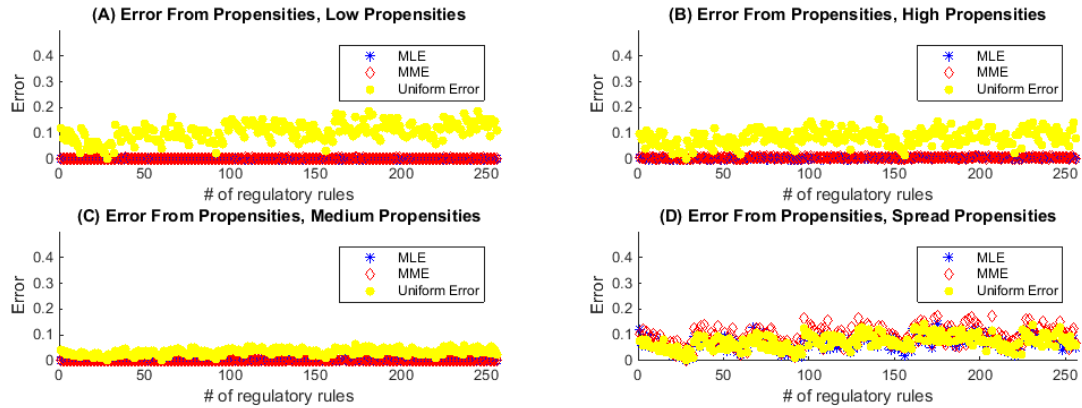 (A) Error From Propensities, Low Propensities
Error
0.4
0.3
0.2
0.1
0
MLE
MME
Uniform Error
0 50 100 150 200 250
# of regulatory rules
(B) Error From Propensities, High Propensities
Error
0.4
0.3
0.2
0.1
0
MLE
MME
Uniform Error
0 50 100 150 200 250
# of regulatory rules
(C) Error From Propensities, Medium Propensities
Error
0.4
0.3
0.2
0.1
0
MLE
MME
Uniform Error
0 50 100 150 200 250
# of regulatory rules
(D) Error From Propensities, Spread Propensities
Error
0.4
0.3
0.2
0.1
0
MLE
MME
Uniform Error
0 50 100 150 200 250
# of regulatory rules